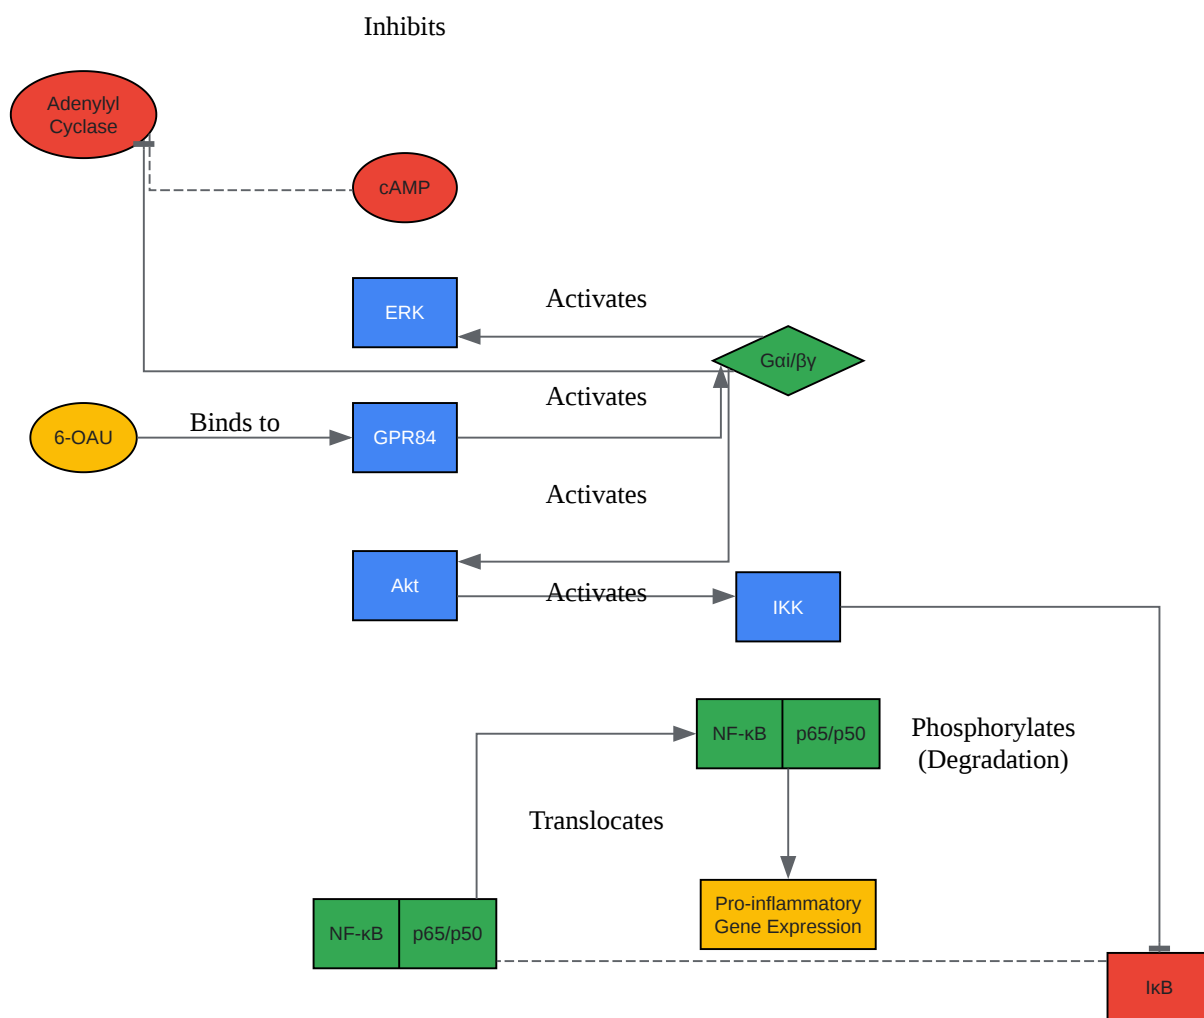 Inhibits
Adenylyl
Cyclase
cAMP
ERK
Activates
Gαi/βγ
Activates
6-OAU
Binds to
GPR84
Activates
Akt
Activates
IKK
NF-κB
p65/p50
Phosphorylates
(Degradation)
Translocates
Pro-inflammatory
Gene Expression
NF-κB
p65/p50
IκB